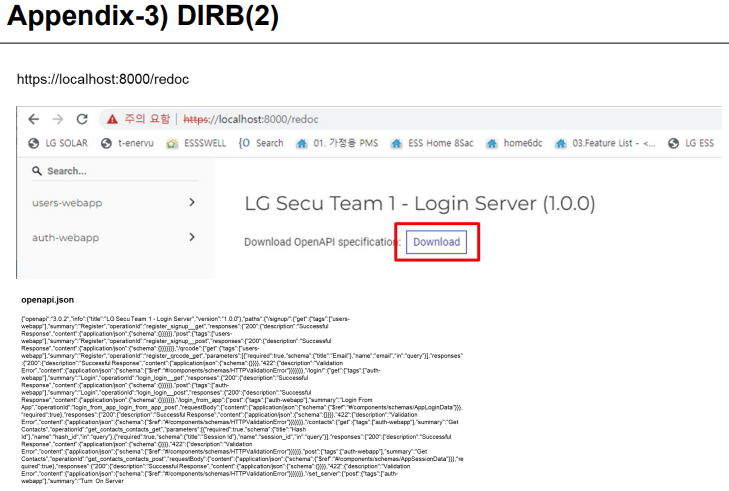 Appendix-3) DIRB(2)
https://localhost:8000/redoc
주의 요함 | https://localhost:8000/redoc
LG SOLAR t-enervu ESSSWELL Search 01. 가정용 PMS ESS Home 8Sac home6dc 03.Feature List - <... LG ESS
Search...
users-webapp
auth-webapp
LG Secu Team 1 - Login Server (1.0.0)
Download OpenAPI specification: Download
openapi.json
{"openapi":"3.0.2","info":{"title":"LG Secu Team 1 - Login Server","version":"1.0.0"},"paths":{"/signup/":{"get":{"tags":["users-
webapp"],"summary":"Register","operationId":"register_signup__get","responses":{"200":{"description":"Successful
Response","content":{"application/json":{"schema":{}}}}}},"post":{"tags":["users-
webapp"],"summary":"Register","operationId":"register_signup__post","responses":{"200":{"description":"Successful
Response","content":{"application/json":{"schema":{}}}}}}},"/qrcode":{"get":{"tags":["users-
webapp"],"summary":"Register","operationId":"register_qrcode_get","parameters":[{"required":true,"schema":{"title":"Email"},"name":"email","in":"query"}],"responses"
:{"200":{"description":"Successful Response","content":{"application/json":{"schema":{}}}},"422":{"description":"Validation
Error","content":{"application/json":{"schema":{"$ref":"#/components/schemas/HTTPValidationError"}}}}}}},"/login":{"get":{"tags":["auth-
webapp"],"summary":"Login","operationId":"login_login__get","responses":{"200":{"description":"Successful
Response","content":{"application/json":{"schema":{}}}}}},"post":{"tags":["auth-
webapp"],"summary":"Login","operationId":"login_login__post","responses":{"200":{"description":"Successful
Response","content":{"application/json":{"schema":{}}}}}}},"/login_from_app":{"post":{"tags":["auth-webapp"],"summary":"Login From
App","operationId":"login_from_app_login_from_app_post","requestBody":{"content":{"application/json":{"schema":{"$ref":"#/components/schemas/AppLoginData"}}},
"required":true},"responses":{"200":{"description":"Successful Response","content":{"application/json":{"schema":{}}}},"422":{"description":"Validation
Error","content":{"application/json":{"schema":{"$ref":"#/components/schemas/HTTPValidationError"}}}}}}},"/contacts":{"get":{"tags":["auth-webapp"],"summary":"Get
Contacts","operationId":"get_contacts_contacts_get","parameters":[{"required":true,"schema":{"title":"Hash
Id"},"name":"hash_id","in":"query"},{"required":true,"schema":{"title":"Session Id"},"name":"session_id","in":"query"}],"responses":{"200":{"description":"Successful
Response","content":{"application/json":{"schema":{}}}},"422":{"description":"Validation
Error","content":{"application/json":{"schema":{"$ref":"#/components/schemas/HTTPValidationError"}}}}}},"post":{"tags":["auth-webapp"],"summary":"Get
Contacts","operationId":"get_contacts_contacts_post","requestBody":{"content":{"application/json":{"schema":{"$ref":"#/components/schemas/AppSessionData"}}},"re
quired":true},"responses":{"200":{"description":"Successful Response","content":{"application/json":{"schema":{}}}},"422":{"description":"Validation
Error","content":{"application/json":{"schema":{"$ref":"#/components/schemas/HTTPValidationError"}}}}}}},"/set_server":{"post":{"tags":["auth-
webapp"],"summary":"Turn On Server